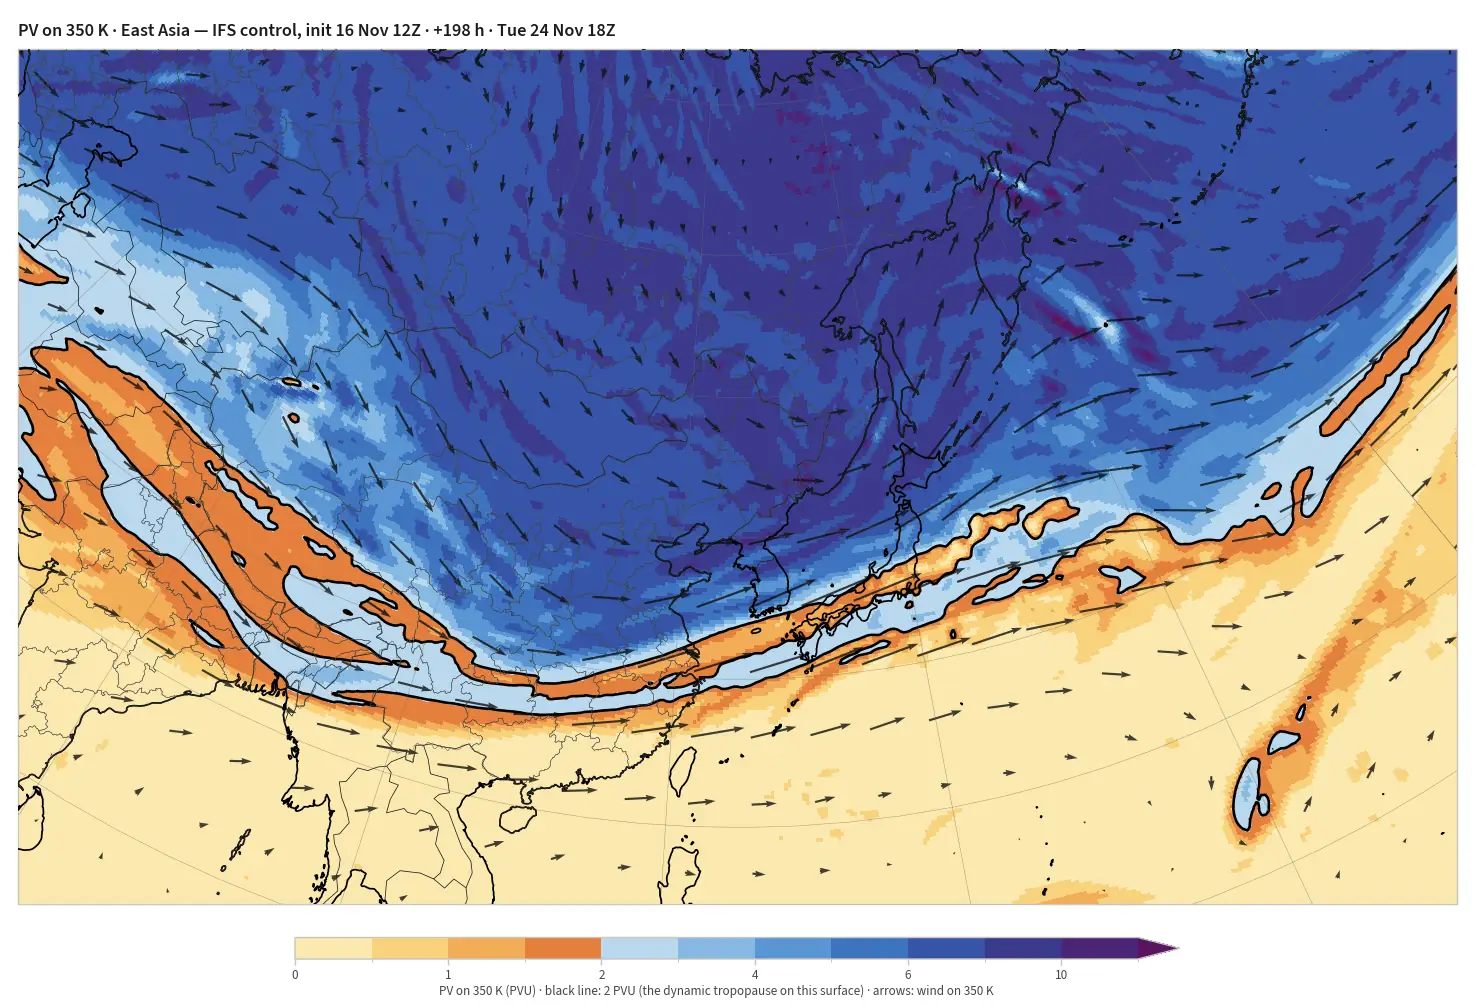 PV on 350 K · East Asia — IFS control, init 16 Nov 12Z · +198 h · Tue 24 Nov 18Z
0 1 2 4 6 10
PV on 350 K (PVU) · black line: 2 PVU (the dynamic tropopause on this surface) · arrows: wind on 350 K